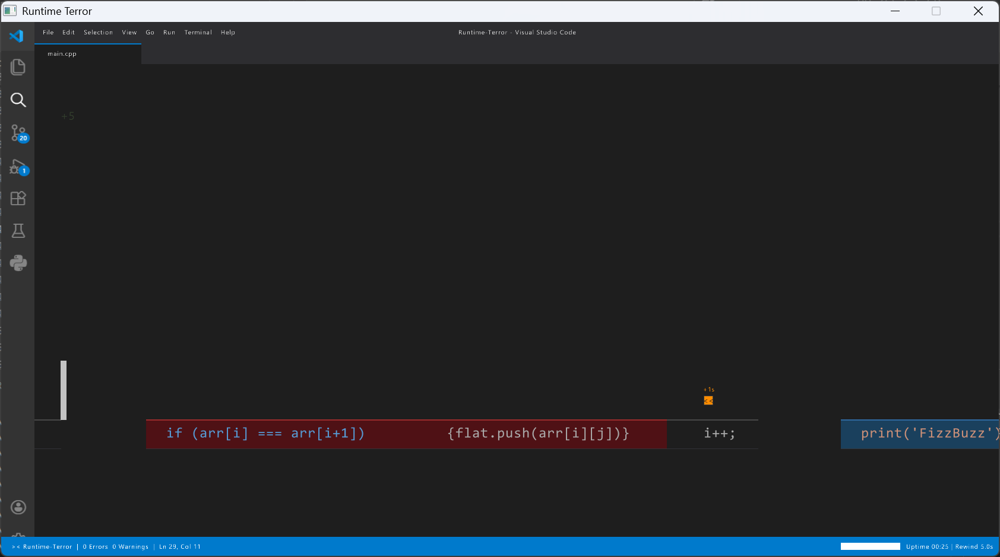 Runtime Terror
File Edit Selection View Go Run Terminal Help
Runtime-Terror - Visual Studio Code
main.cpp
+5
20
1
+1s
<<
if (arr[i] === arr[i+1]) {flat.push(arr[i][j])} i++; print('FizzBuzz')
>< Runtime-Terror | 0 Errors 0 Warnings | Ln 29, Col 11
Uptime 00:25 | Rewind 5.0s